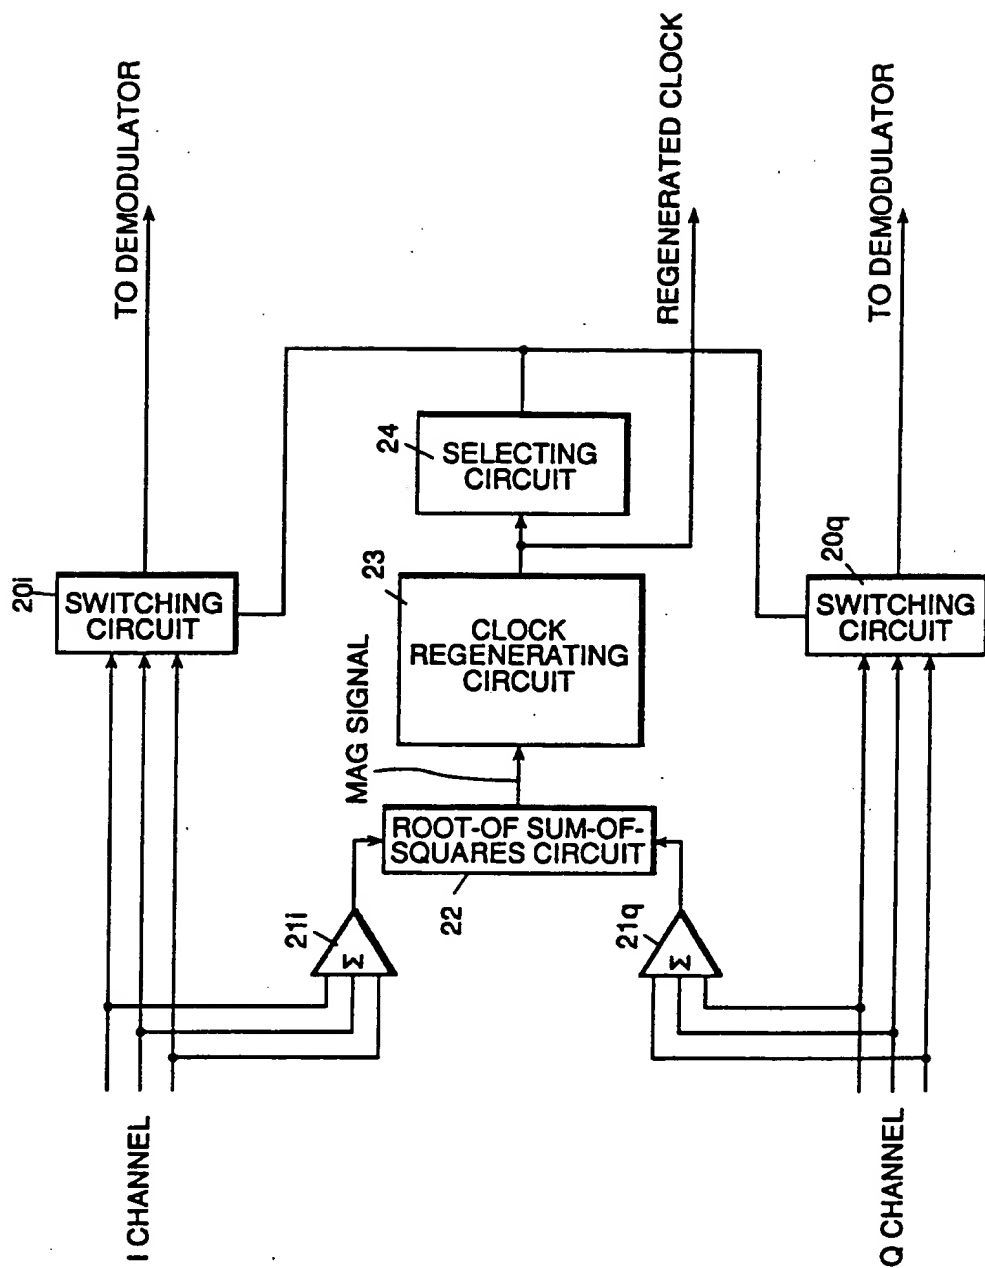 I CHANNEL
20i
SWITCHING
CIRCUIT
TO DEMODULATOR
21i
Σ
ROOT-OF SUM-OF-
SQUARES CIRCUIT
22
MAG SIGNAL
23
CLOCK
REGENERATING
CIRCUIT
24
SELECTING
CIRCUIT
REGENERATED CLOCK
21q
Σ
Q CHANNEL
20q
SWITCHING
CIRCUIT
TO DEMODULATOR